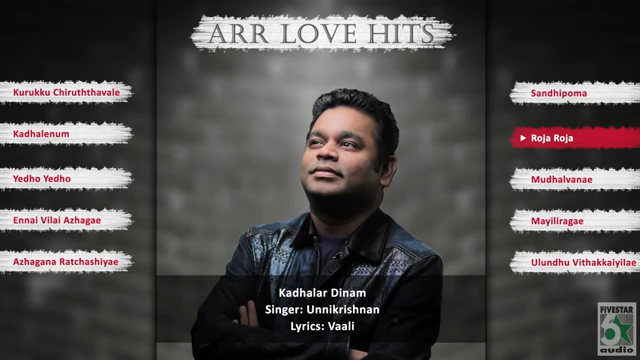 ARR LOVE HITS
Kurukku Chiruththavale
Kadhalenum
Yedho Yedho
Ennai Vilai Azhagae
Azhagana Ratchashiyae
Sandhipoma
Roja Roja
Mudhalvanae
Mayiliragae
Ulundhu Vithakkaiyilae
Kadhalar Dinam
Singer: Unnikrishnan
Lyrics: Vaali
FIVESTAR
audio